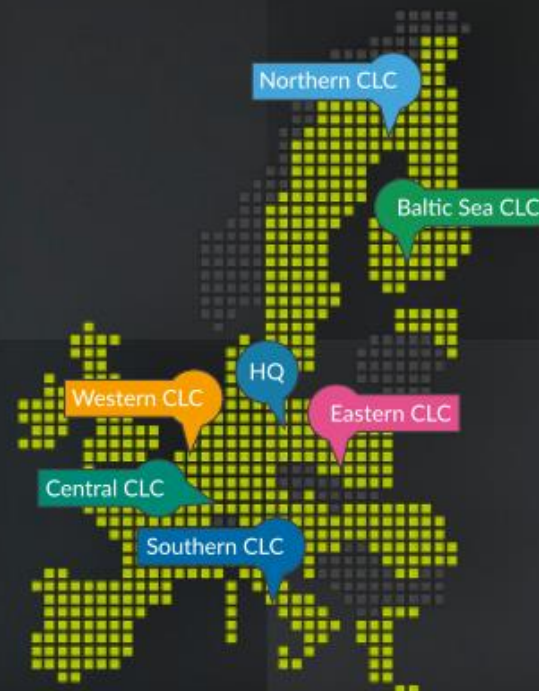 Northern CLC
Baltic Sea CLC
HQ
Western CLC
Eastern CLC
Central CLC
Southern CLC